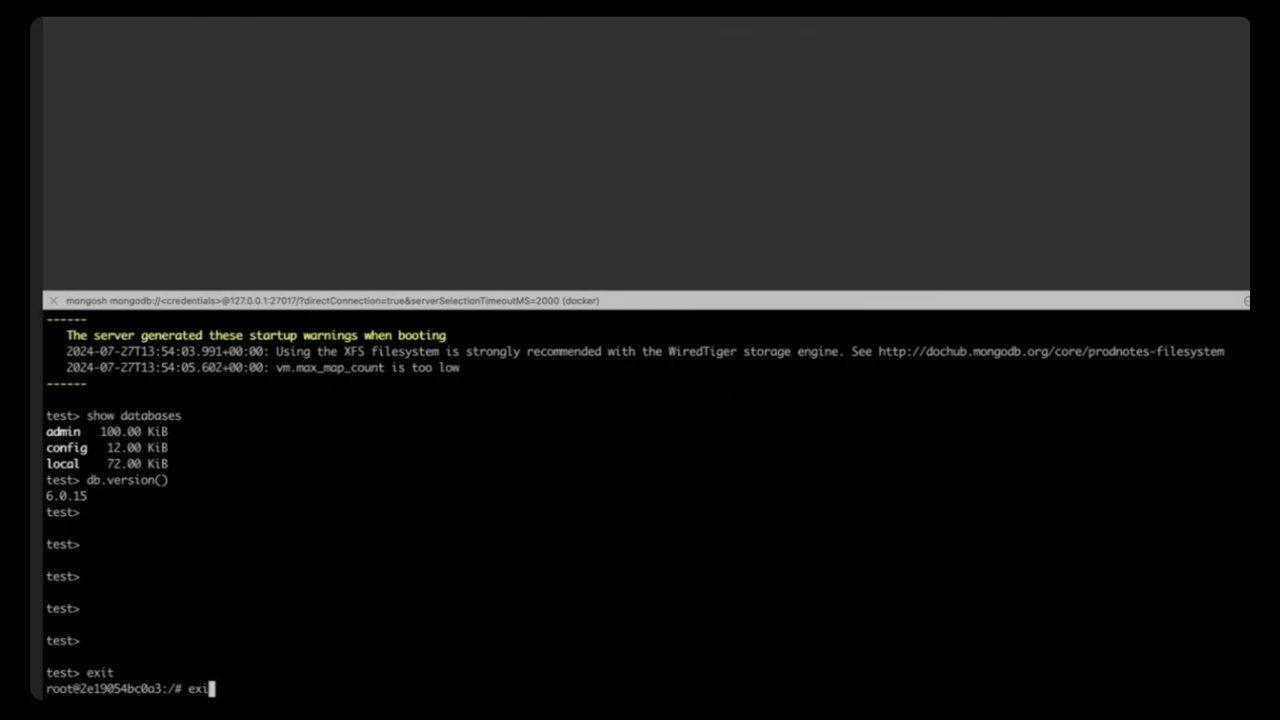 mongosh mongodb://<credentials>@127.0.0.1:27017/?directConnection=true&serverSelectionTimeoutMS=2000 (docker)
------
The server generated these startup warnings when booting
2024-07-27T13:54:03.991+00:00: Using the XFS filesystem is strongly recommended with the WiredTiger storage engine. See http://dochub.mongodb.org/core/prodnotes-filesystem
2024-07-27T13:54:05.602+00:00: vm.max_map_count is too low
------
test> show databases
admin   100.00 KiB
config   12.00 KiB
local    72.00 KiB
test> db.version()
6.0.15
test>
test>
test>
test>
test>
test> exit
root@2e19054bc0a3:/# exi